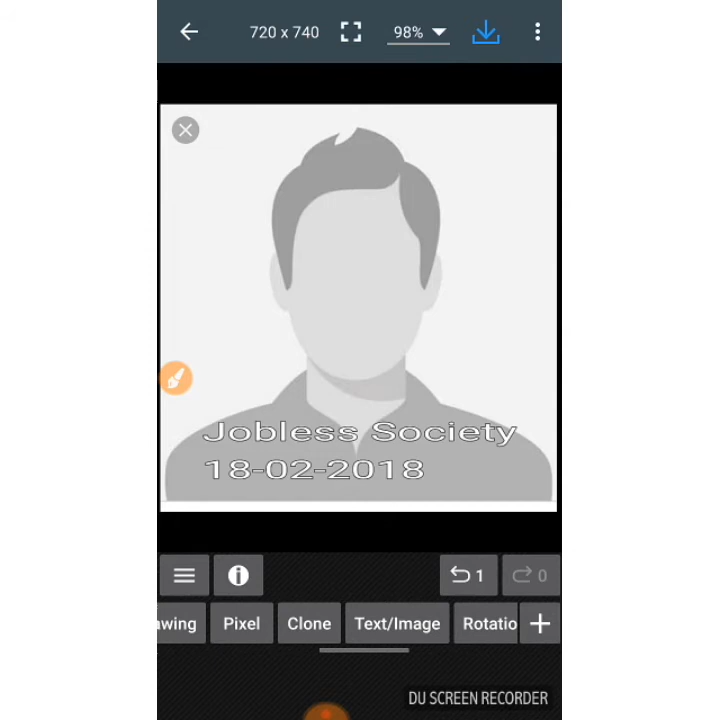 720 x 740
98%
Jobless Society
18-02-2018
1
0
awing
Pixel
Clone
Text/Image
Rotatio
DU SCREEN RECORDER